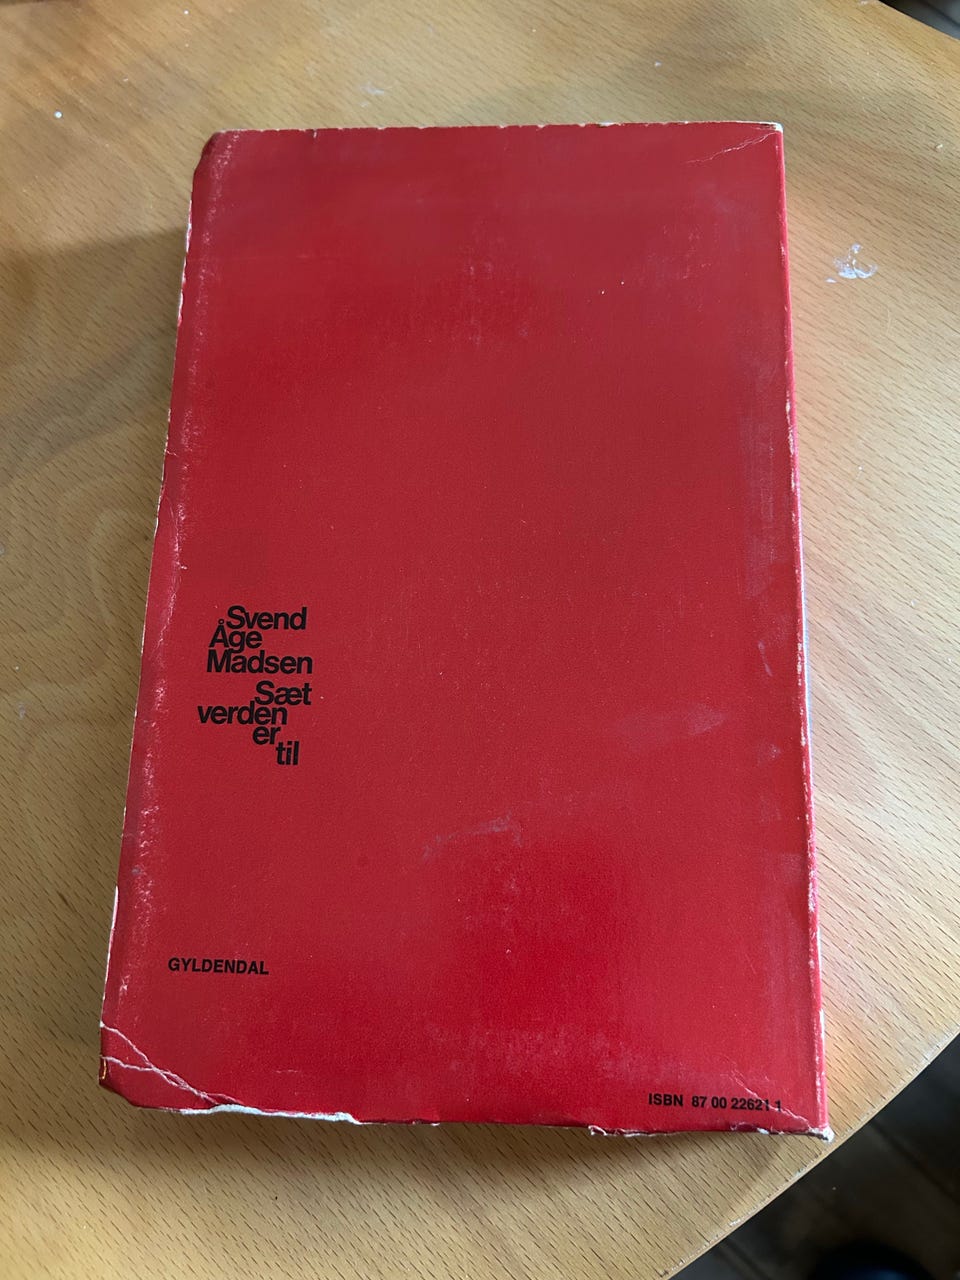 Svend
Åge
Madsen
Sæt
verden
er
til
GYLDENDAL
ISBN 87 00 22621 1